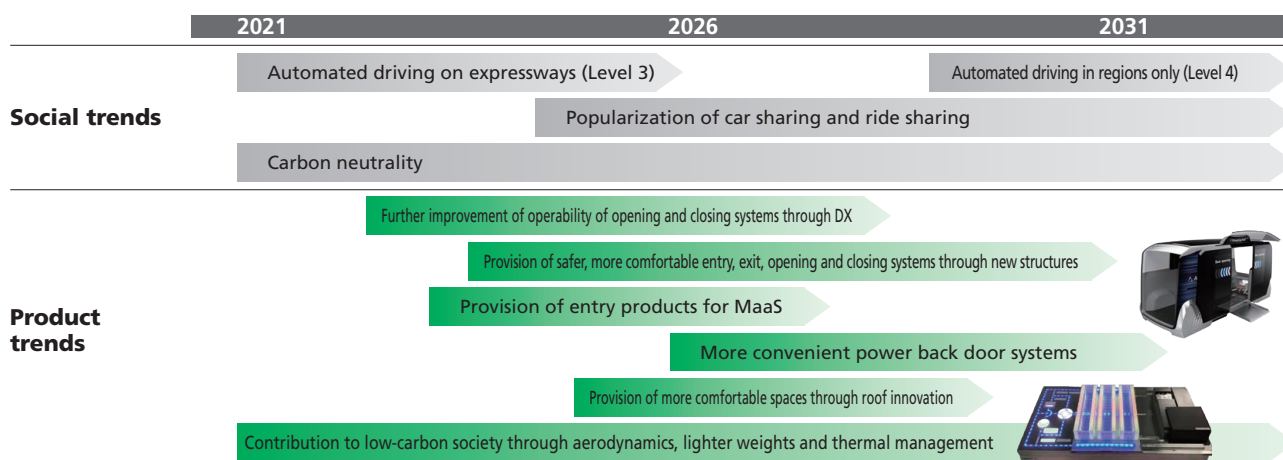 2021 2026 2031
Social trends
Automated driving on expressways (Level 3)
Automated driving in regions only (Level 4)
Popularization of car sharing and ride sharing
Carbon neutrality
Product
trends
Further improvement of operability of opening and closing systems through DX
Provision of safer, more comfortable entry, exit, opening and closing systems through new structures
Provision of entry products for MaaS
More convenient power back door systems
Provision of more comfortable spaces through roof innovation
Contribution to low-carbon society through aerodynamics, lighter weights and thermal management